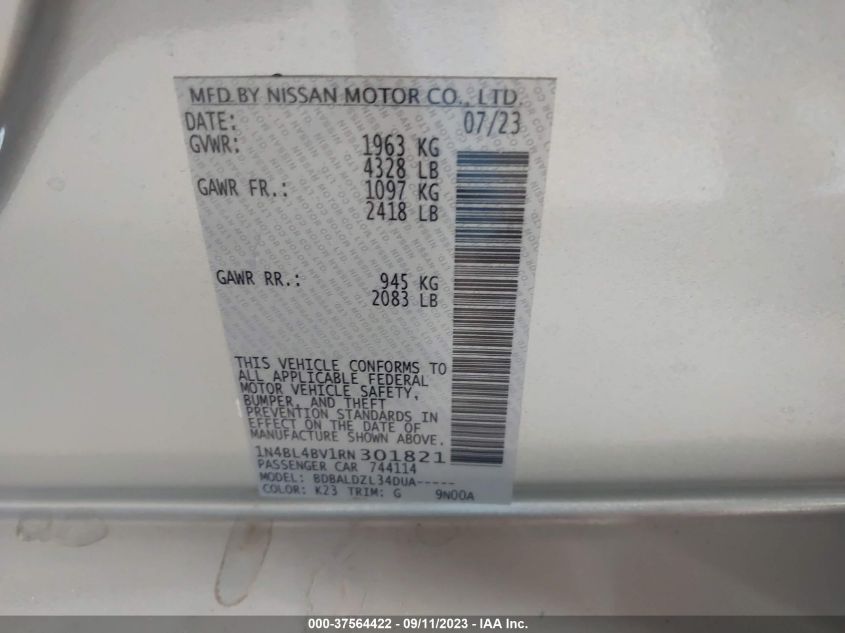 MFD BY NISSAN MOTOR CO., LTD.
DATE: 07/23
GVWR: 1963 KG
4328 LB
GAWR FR.: 1097 KG
2418 LB
GAWR RR.: 945 KG
2083 LB
THIS VEHICLE CONFORMS TO
ALL APPLICABLE FEDERAL
MOTOR VEHICLE SAFETY,
BUMPER, AND THEFT
PREVENTION STANDARDS IN
EFFECT ON THE DATE OF
MANUFACTURE SHOWN ABOVE.
1N4BL4BV1RN301821
PASSENGER CAR 744114
MODEL: BDBALDZL34DUA-----
COLOR: K23 TRIM: G 9N00A
000-37564422 - 09/11/2023 - IAA Inc.